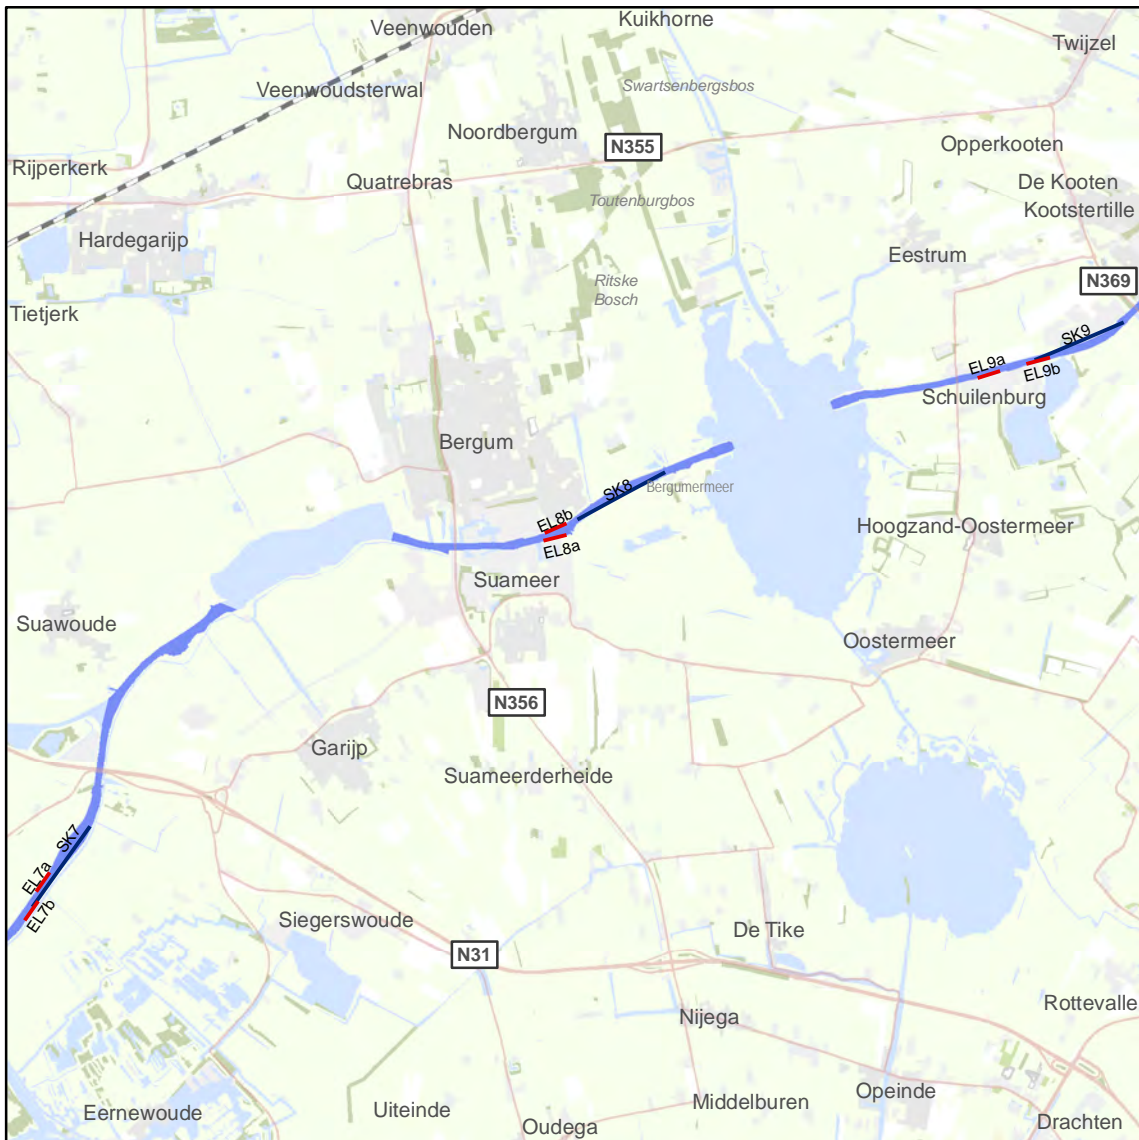 Kuikhorne
Veenwouden
Twijzel
Veenwoudsterwal
Swartsenbergsbos
Noordbergum
N355
Opperkooten
Rijperkerk
Quatrebras
De Kooten
Toutenburgbos
Kootstertille
Hardegarijp
Eestrum
Ritske
Bosch
N369
Tietjerk
SK9
EL9a
EL9b
Schuilenburg
Bergum
SK8
Bergumermeer
EL8b
EL8a
Hoogzand-Oostermeer
Suameer
Suawoude
Oostermeer
N356
Garijp
Suameerderheide
SK7
EL7a
EL7b
Siegerswoude
De Tike
N31
Rottevalle
Nijega
Opeinde
Middelburen
Eernewoude
Uiteinde
Oudega
Drachten